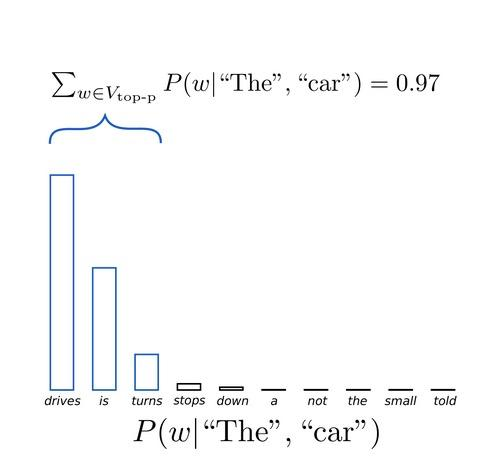 ∑w∈Vtop-p P(w|“The”, “car”) = 0.97
drives is turns stops down a not the small told
P(w|“The”, “car”)